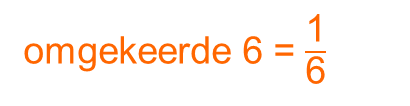 omgekeerde 6 = 1/6